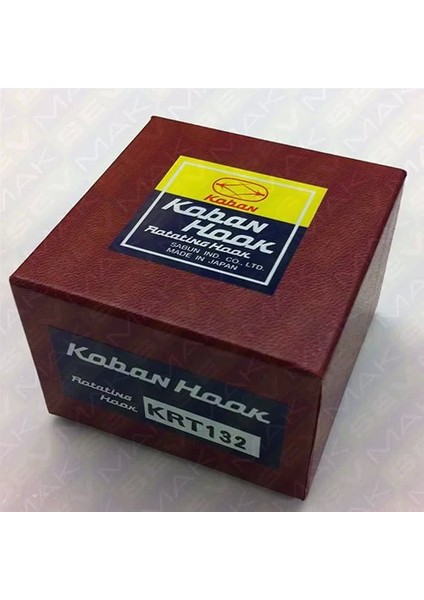 Koban
Koban
Hook
Rotating Hook
SABUN IND. CO., LTD.
MADE IN JAPAN
Koban Hook
Rotating
Hook
KRT132